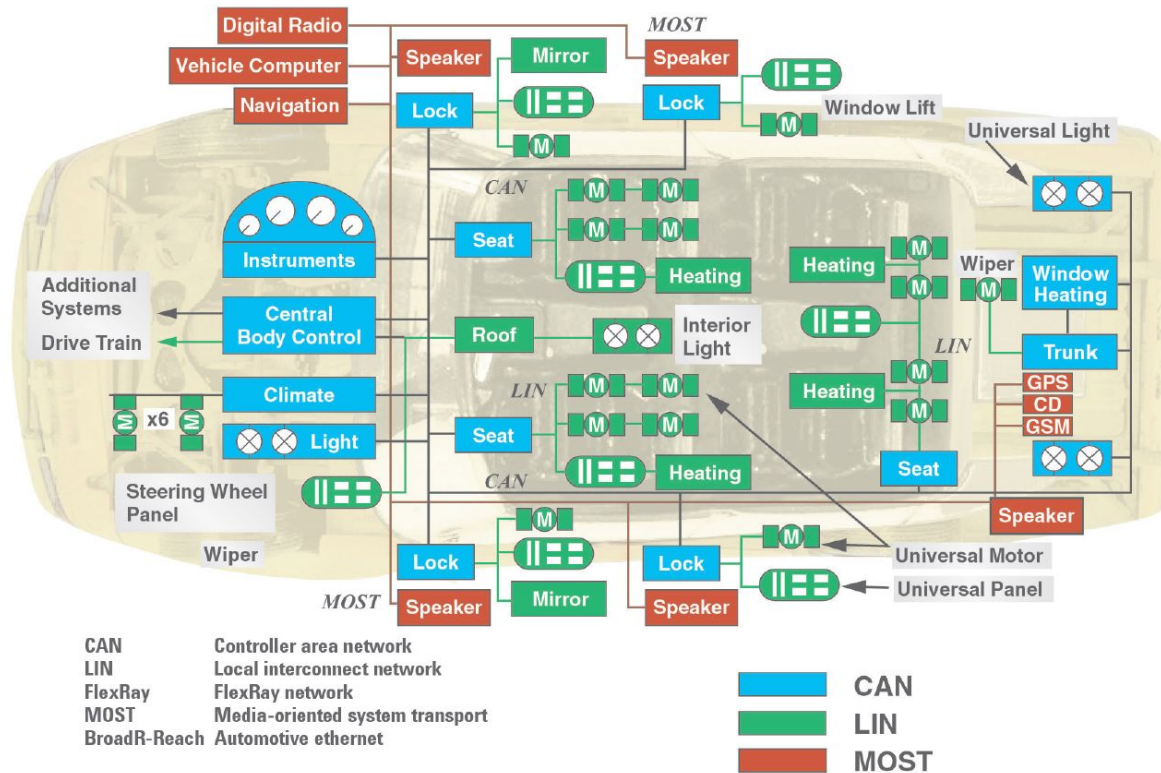 Digital Radio
MOST
Vehicle Computer
Speaker
Mirror
Speaker
Navigation
Lock
Lock
Window Lift
M
M
Universal Light
CAN
M
M
M
M
Seat
Instruments
Heating
Heating
M
M
Wiper
M
Window
Heating
Additional
Systems
Central
Body Control
Roof
Interior
Light
LIN
Trunk
Drive Train
Climate
LIN
M
M
M
M
Heating
M
M
GPS
CD
GSM
M
x6
M
Light
Seat
Heating
Seat
CAN
Steering Wheel
Panel
Speaker
Wiper
M
Lock
Lock
M
Universal Motor
Universal Panel
MOST
Speaker
Mirror
Speaker
CAN Controller area network
LIN Local interconnect network
FlexRay FlexRay network
MOST Media-oriented system transport
BroadR-Reach Automotive ethernet
CAN
LIN
MOST